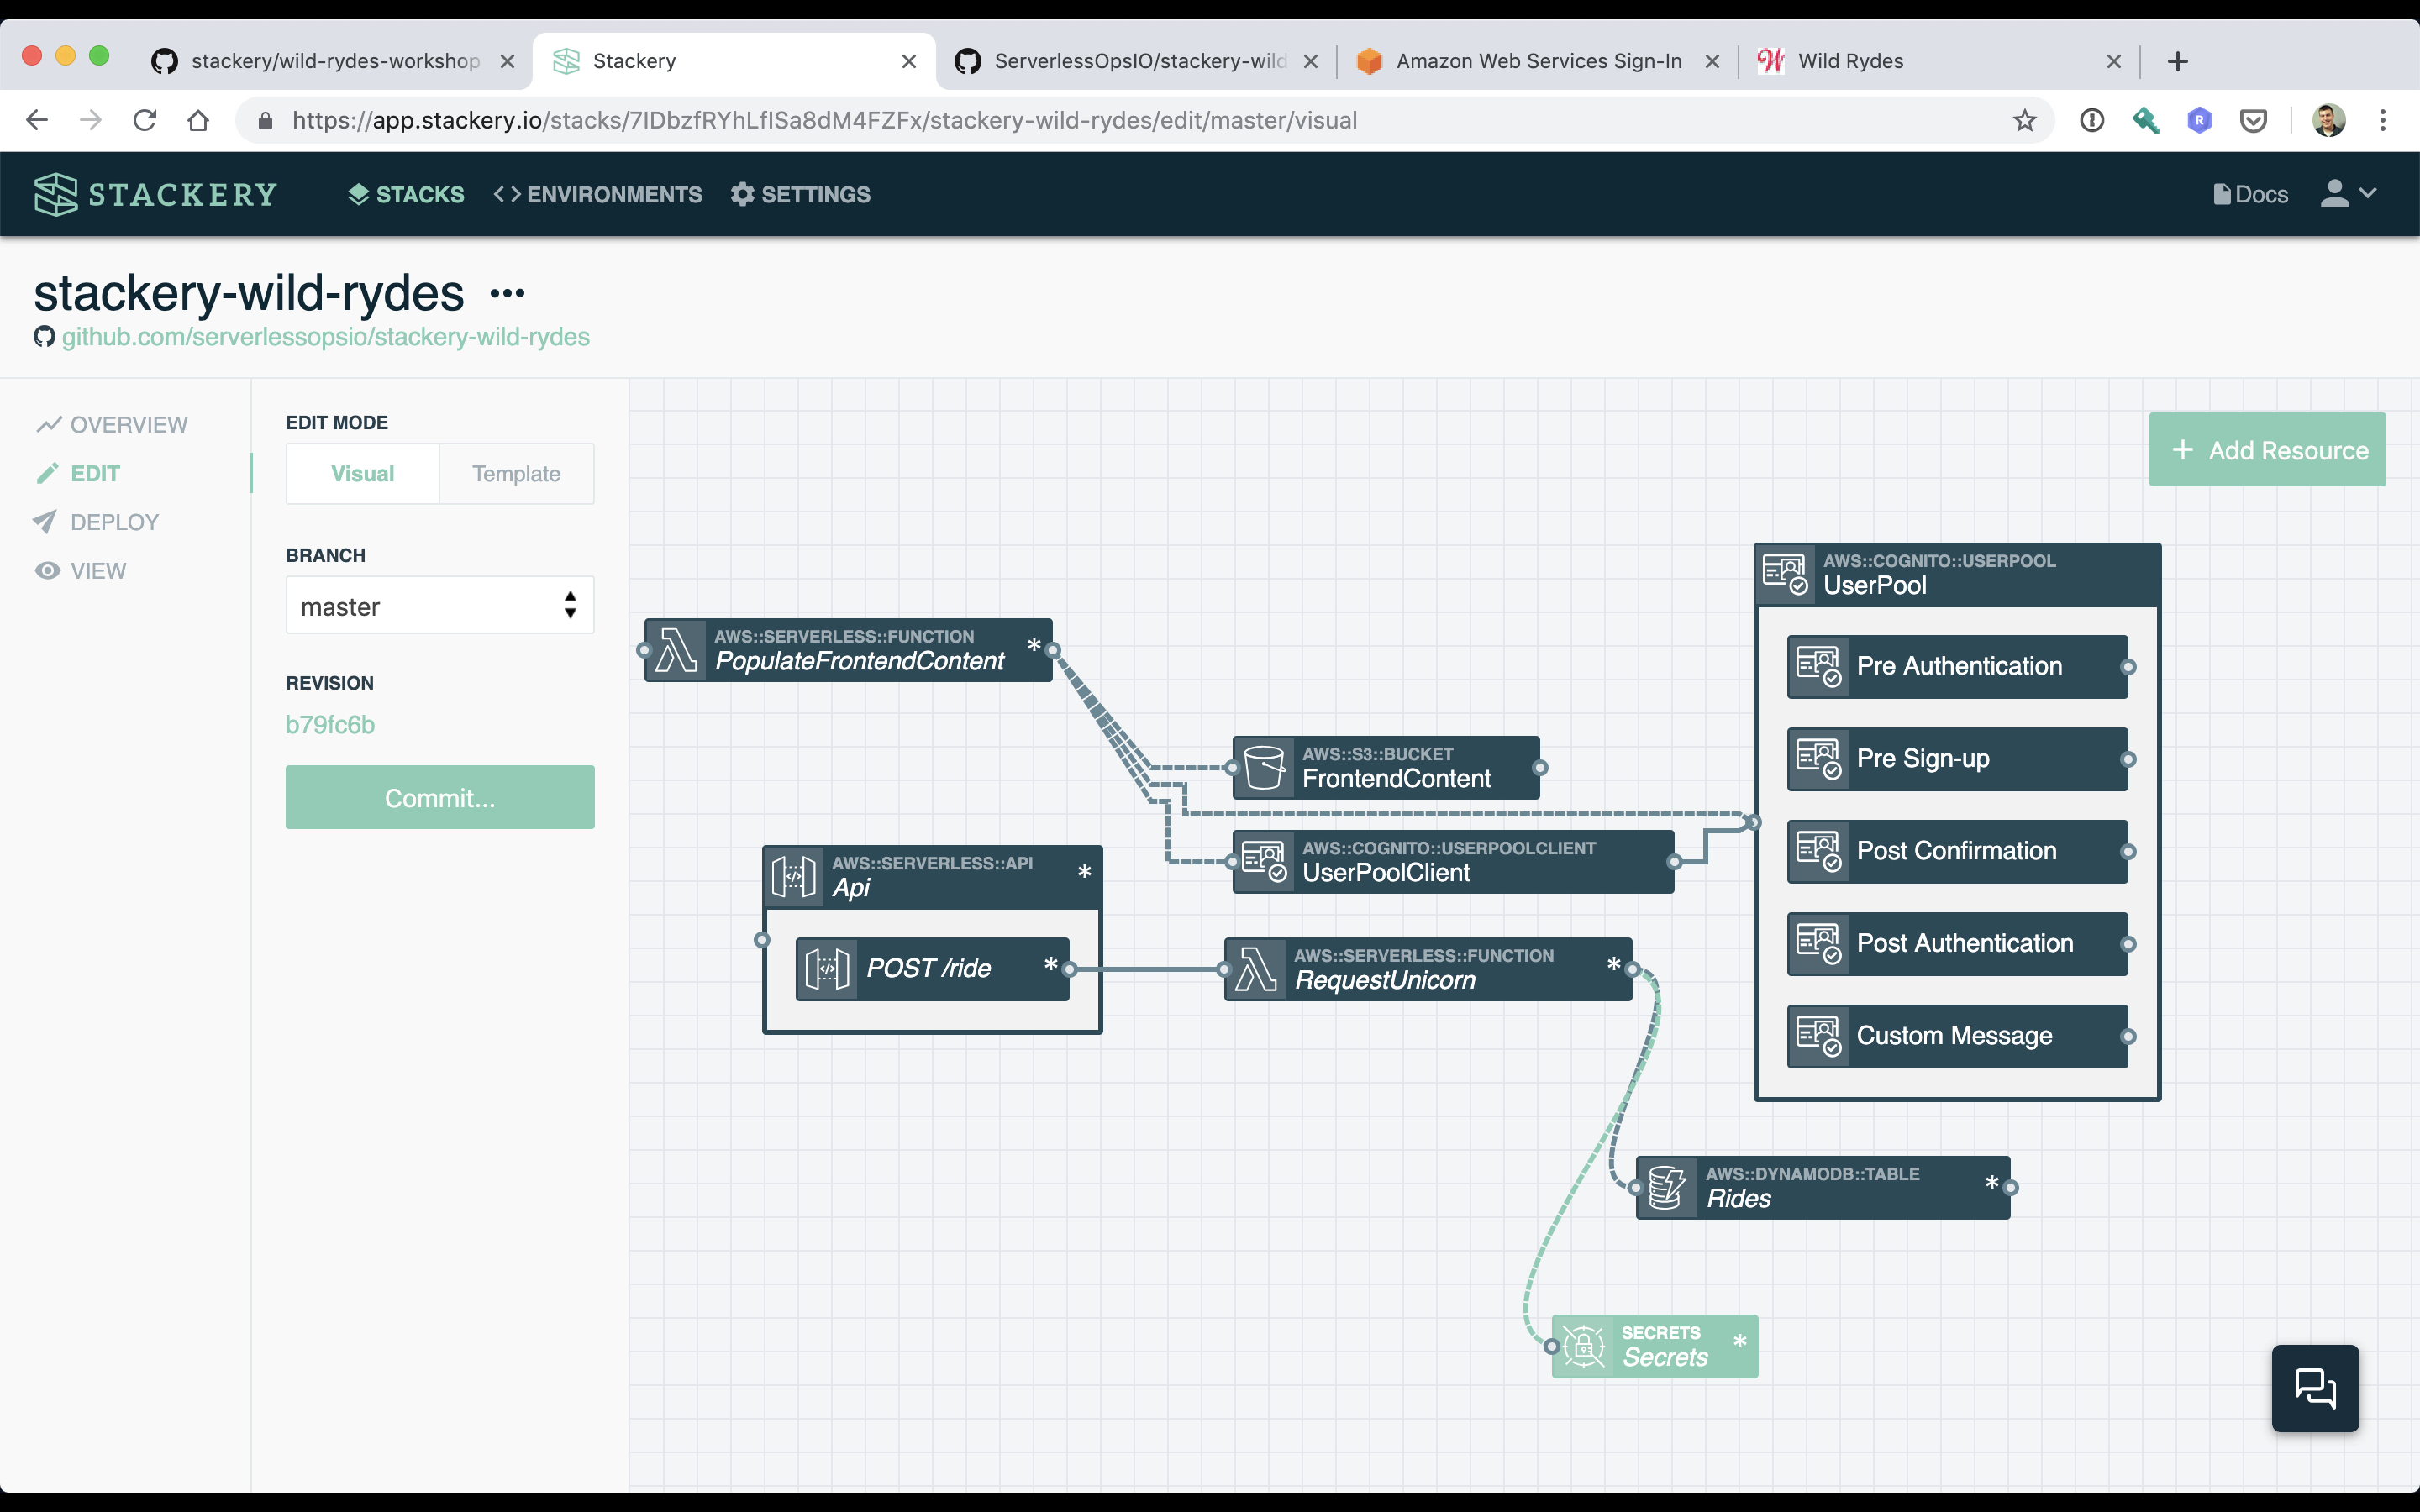 stackery/wild-rydes-workshop
Stackery
ServerlessOpsIO/stackery-wild
Amazon Web Services Sign-In
Wild Rydes
https://app.stackery.io/stacks/7IDbzfRYhLfISa8dM4FZFx/stackery-wild-rydes/edit/master/visual
STACKERY
STACKS
ENVIRONMENTS
SETTINGS
Docs
stackery-wild-rydes
github.com/serverlessopsio/stackery-wild-rydes
OVERVIEW
EDIT
DEPLOY
VIEW
EDIT MODE
Visual
Template
BRANCH
master
REVISION
b79fc6b
Commit...
+ Add Resource
AWS::SERVERLESS::FUNCTION
PopulateFrontendContent *
AWS::S3::BUCKET
FrontendContent
AWS::COGNITO::USERPOOLCLIENT
UserPoolClient
AWS::SERVERLESS::API
Api *
POST /ride *
AWS::SERVERLESS::FUNCTION
RequestUnicorn *
AWS::COGNITO::USERPOOL
UserPool
Pre Authentication
Pre Sign-up
Post Confirmation
Post Authentication
Custom Message
AWS::DYNAMODB::TABLE
Rides *
SECRETS
Secrets *